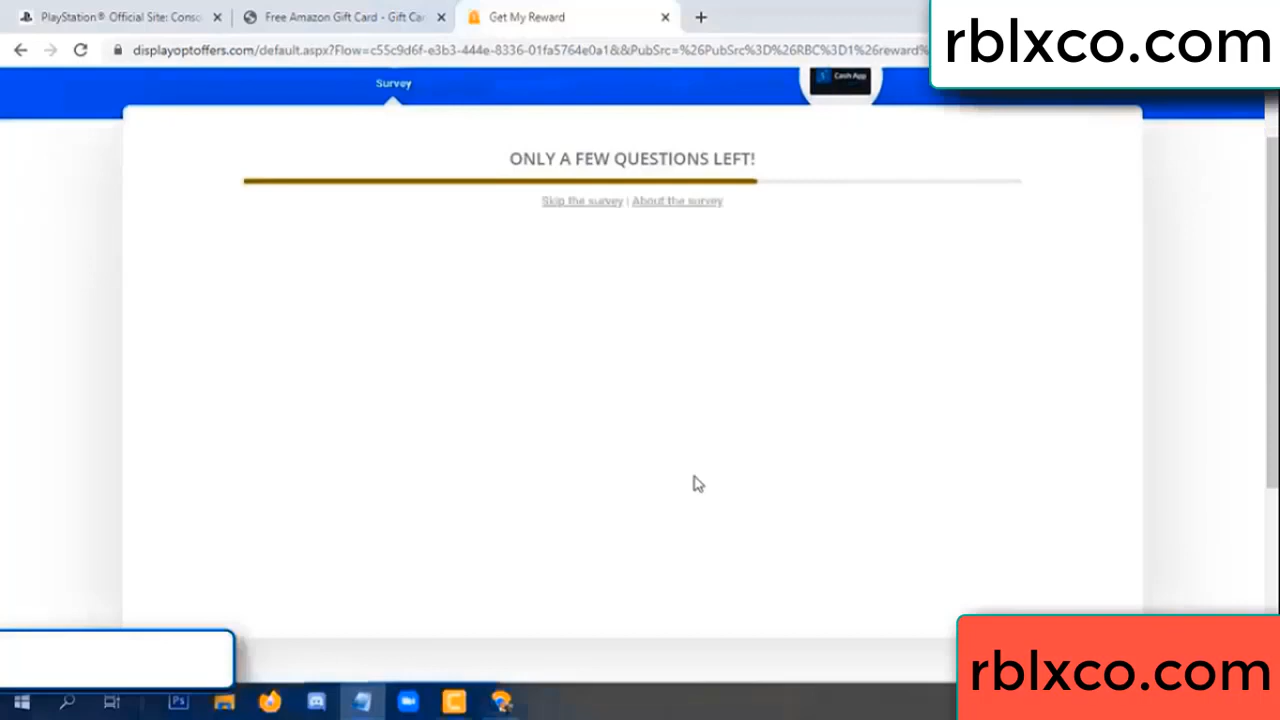 PlayStation® Official Site: Conso
Free Amazon Gift Card - Gift Car
Get My Reward
displayoptoffers.com/default.aspx?Flow=c55c9d6f-e3b3-444e-8336-01fa5764e0a1&&PubSrc=%26PubSrc%3D%26RBC%3D1%26reward%
rblxco.com
Survey
Cash App
ONLY A FEW QUESTIONS LEFT!
Skip the survey | About the survey
Ps
rblxco.com